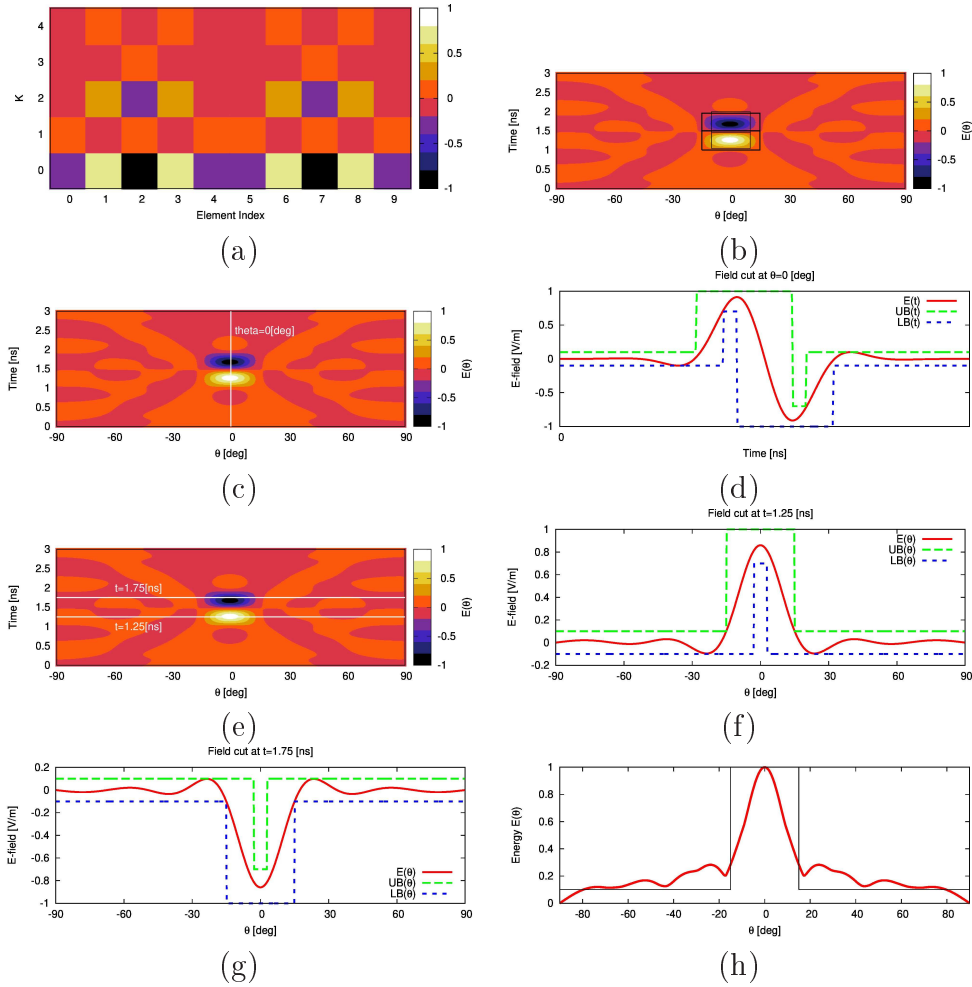 4
3
2
1
0
K
0 1 2 3 4 5 6 7 8 9
Element Index
1
0.5
0
-0.5
-1
(a)
3
2.5
2
1.5
1
0.5
0
Time [ns]
-90 -60 -30 0 30 60 90
θ [deg]
1
0.5
0
-0.5
-1
E(θ)
(b)
3
2.5
2
1.5
1
0.5
0
Time [ns]
theta=0[deg]
-90 -60 -30 0 30 60 90
θ [deg]
1
0.5
0
-0.5
-1
E(θ)
(c)
Field cut at θ=0 [deg]
1
0.5
0
-0.5
-1
E-field [V/m]
E(t)
UB(t)
LB(t)
0
Time [ns]
(d)
3
2.5
2
1.5
1
0.5
0
Time [ns]
t=1.75[ns]
t=1.25[ns]
-90 -60 -30 0 30 60 90
θ [deg]
1
0.5
0
-0.5
-1
E(θ)
(e)
Field cut at t=1.25 [ns]
1
0.8
0.6
0.4
0.2
0
-0.2
E-field [V/m]
E(θ)
UB(θ)
LB(θ)
-90 -60 -30 0 30 60 90
θ [deg]
(f)
Field cut at t=1.75 [ns]
0.2
0
-0.2
-0.4
-0.6
-0.8
-1
E-field [V/m]
E(θ)
UB(θ)
LB(θ)
-90 -60 -30 0 30 60 90
θ [deg]
(g)
1
0.8
0.6
0.4
0.2
0
Energy E(θ)
-80 -60 -40 -20 0 20 40 60 80
θ [deg]
(h)